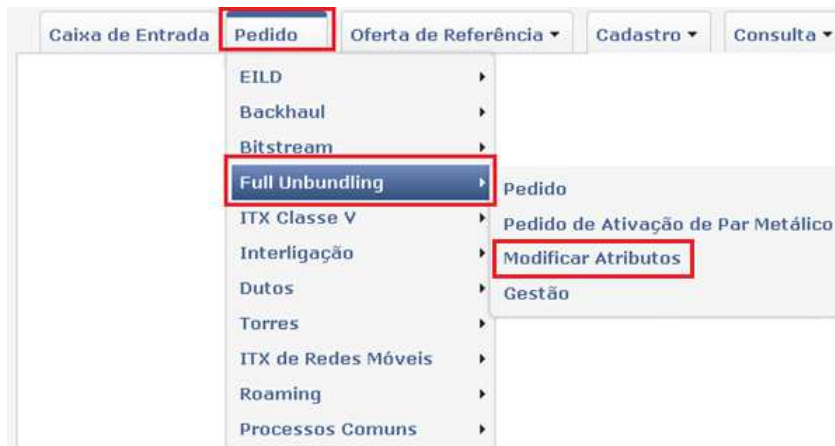 Caixa de Entrada Pedido Oferta de Referência Cadastro Consulta
EILD
Backhaul
Bitstream
Full Unbundling
Pedido
ITX Classe V
Pedido de Ativação de Par Metálico
Interligação
Modificar Atributos
Dutos
Gestão
Torres
ITX de Redes Móveis
Roaming
Processos Comuns